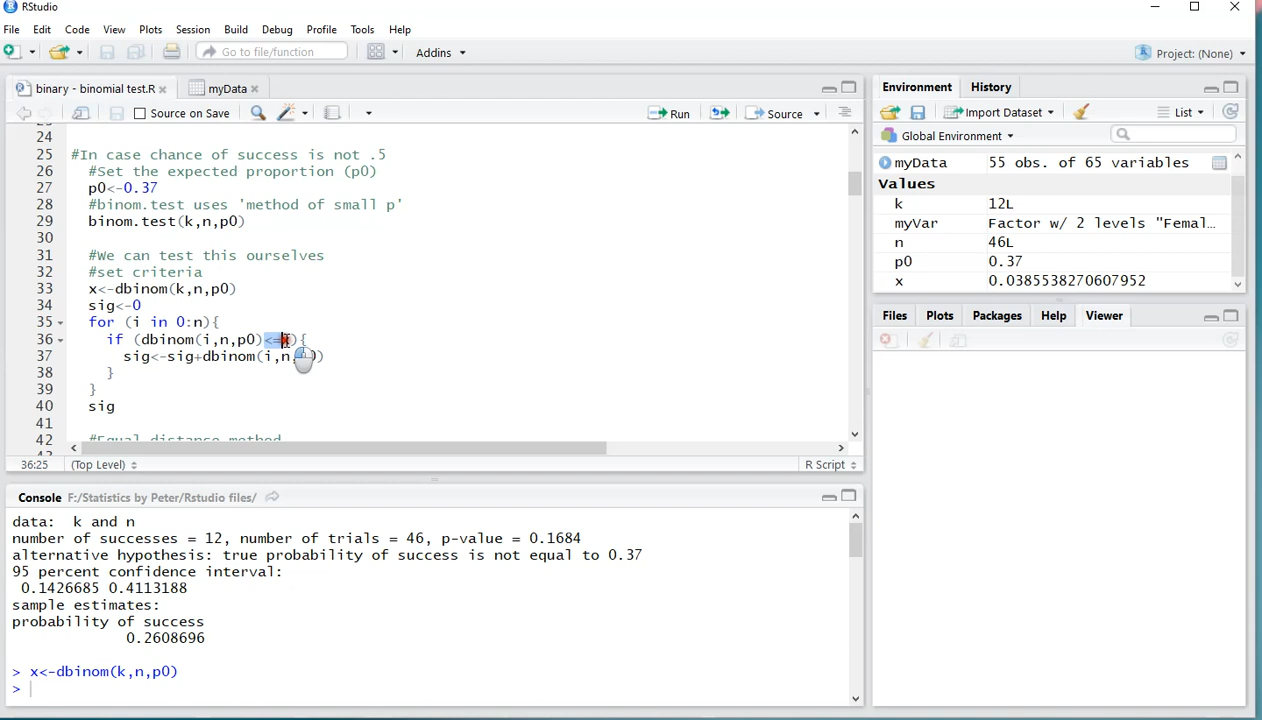 RStudio
File Edit Code View Plots Session Build Debug Profile Tools Help
Go to file/function Addins Project: (None)
binary - binomial test.R myData
Source on Save Run Source
24
25 #In case chance of success is not .5
26 #Set the expected proportion (p0)
27 p0<-0.37
28 #binom.test uses 'method of small p'
29 binom.test(k,n,p0)
30
31 #We can test this ourselves
32 #set criteria
33 x<-dbinom(k,n,p0)
34 sig<-0
35 for (i in 0:n){
36 if (dbinom(i,n,p0)<=x){
37 sig<-sig+dbinom(i,n,p0)
38 }
39 }
40 sig
41
42 #Equal distance method
36:25 (Top Level) R Script
Console F:/Statistics by Peter/Rstudio files/
data: k and n
number of successes = 12, number of trials = 46, p-value = 0.1684
alternative hypothesis: true probability of success is not equal to 0.37
95 percent confidence interval:
0.1426685 0.4113188
sample estimates:
probability of success
0.2608696
> x<-dbinom(k,n,p0)
>
Environment History
Import Dataset List
Global Environment
myData 55 obs. of 65 variables
Values
k 12L
myVar Factor w/ 2 levels "Femal...
n 46L
p0 0.37
x 0.0385538270607952
Files Plots Packages Help Viewer